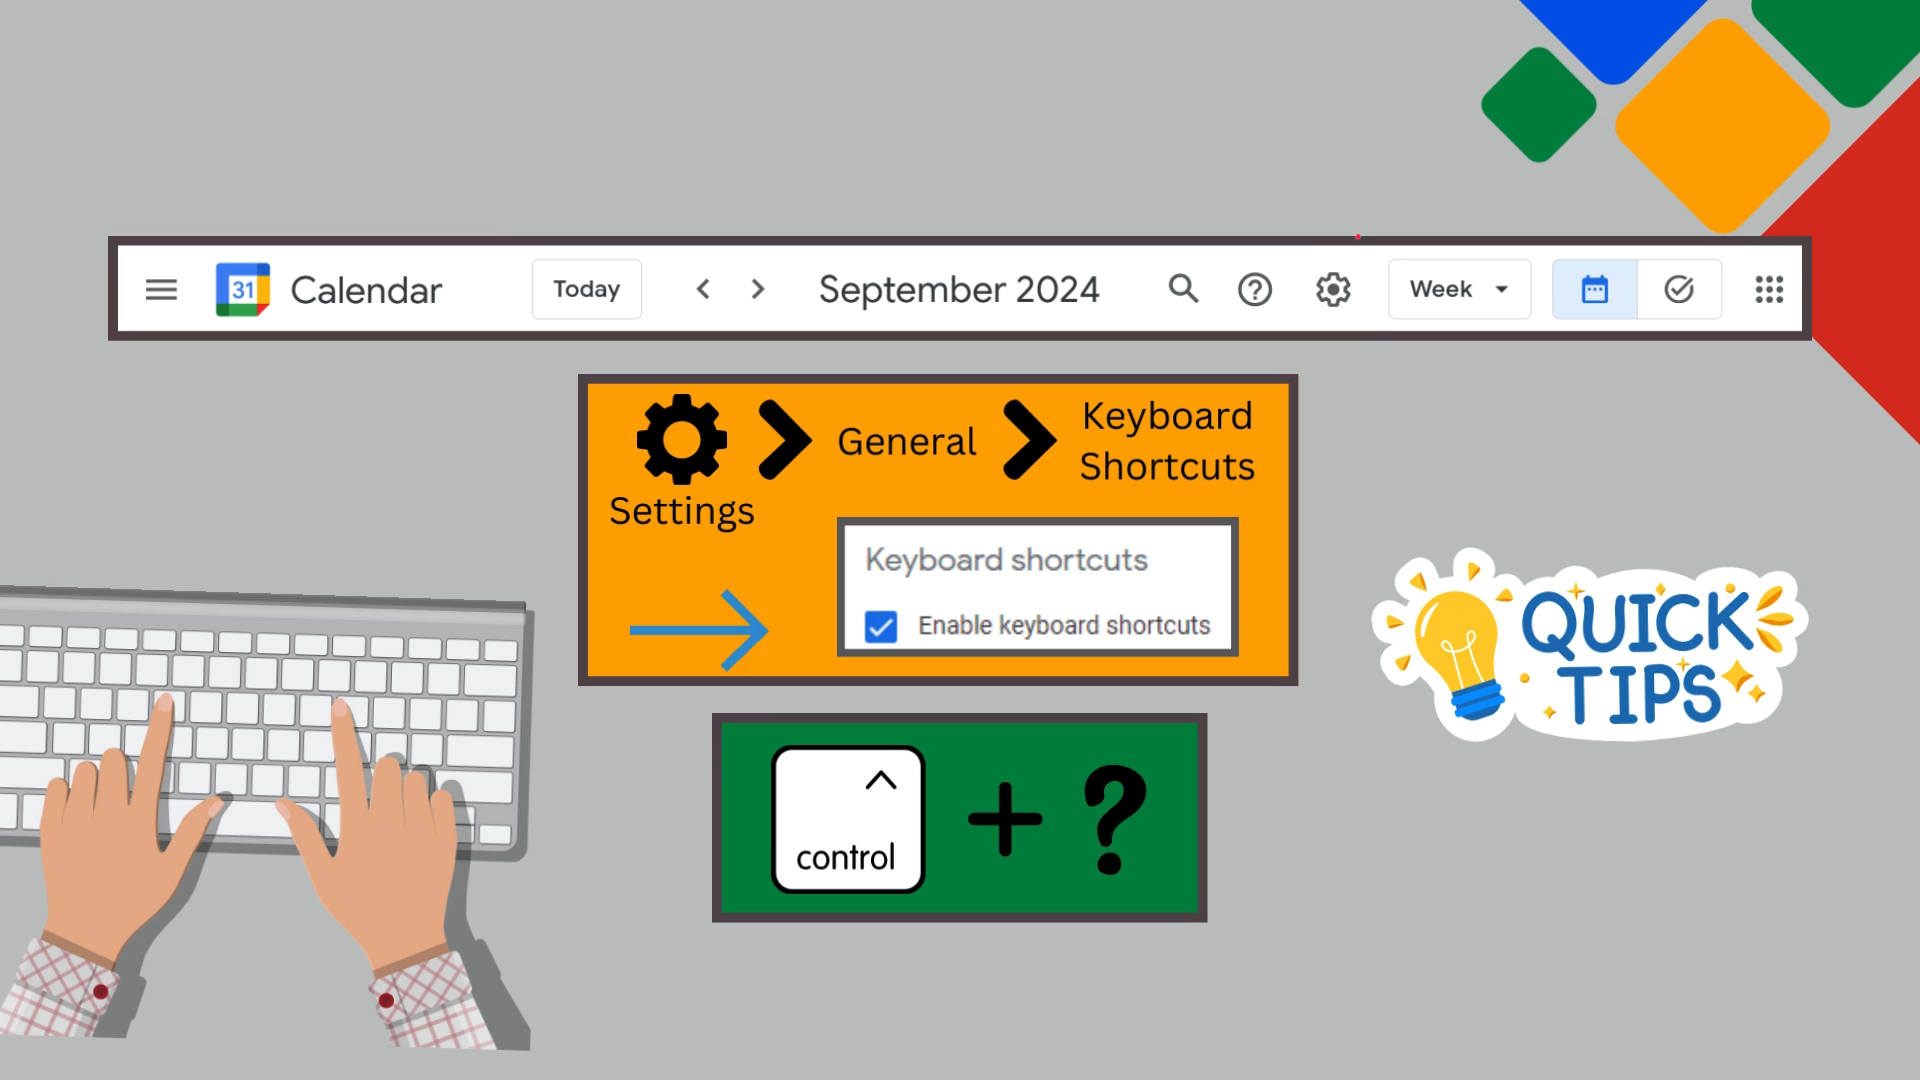 31 Calendar Today September 2024 Week
Settings
General
Keyboard
Shortcuts
Keyboard shortcuts
Enable keyboard shortcuts
control
+ ?
QUICK
TIPS